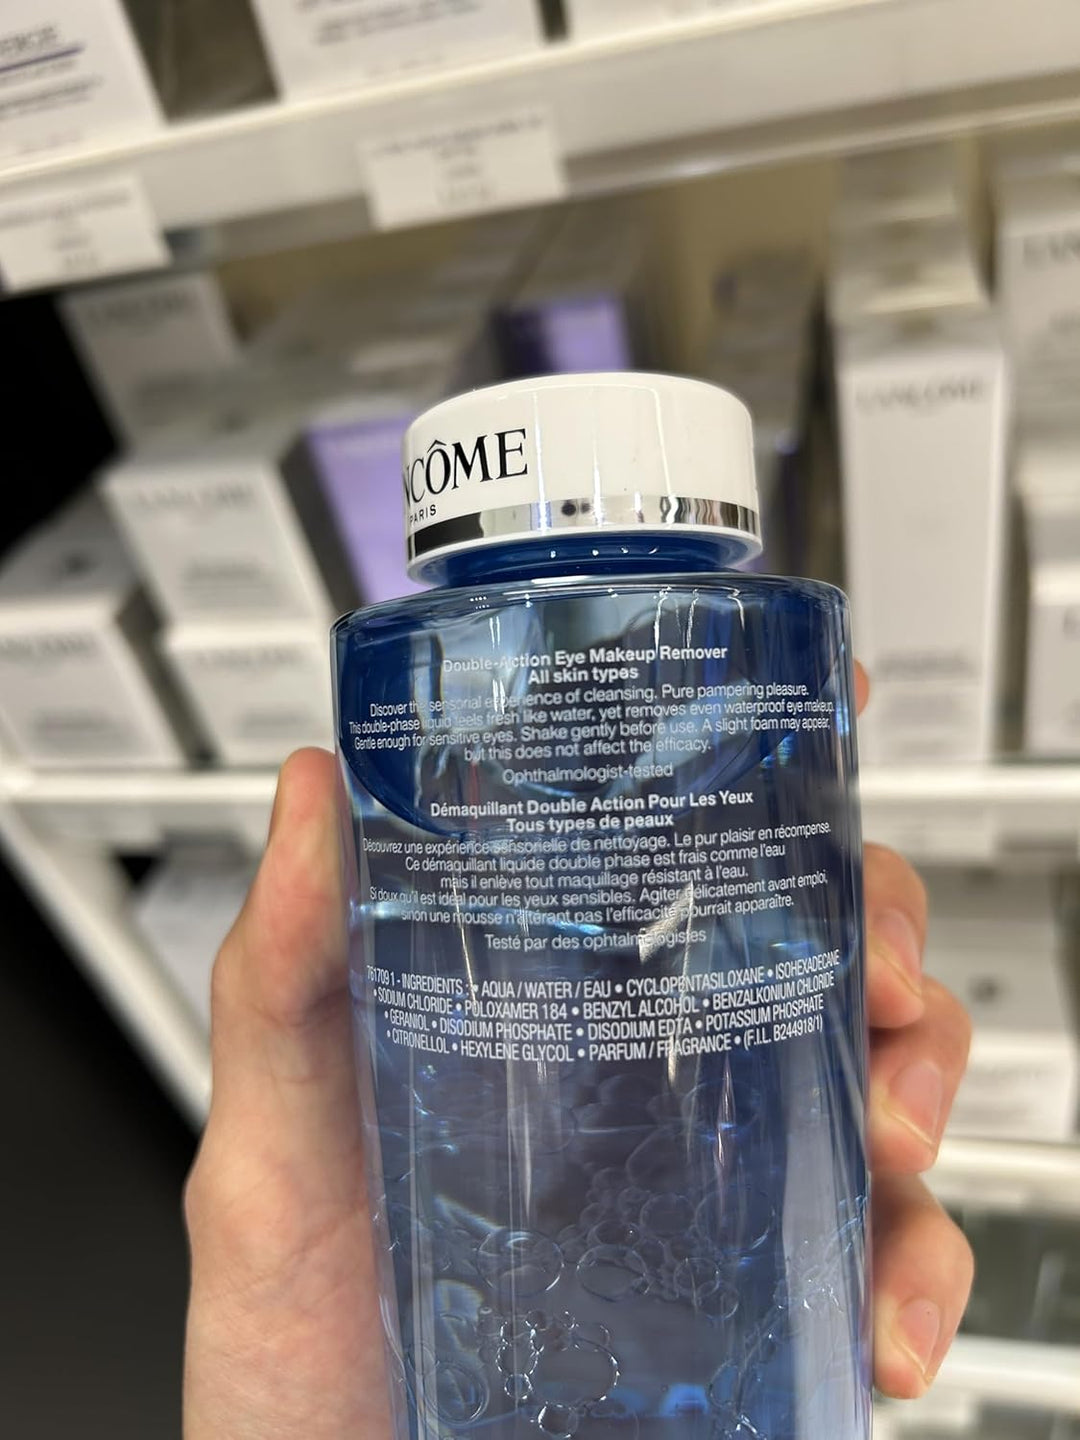 LANCÔME
NCÔME
PARIS
Double-Action Eye Makeup Remover
All skin types
Discover the sensorial experience of cleansing. Pure pampering pleasure.
This double-phase liquid feels fresh like water, yet removes even waterproof eye makeup.
Gentle enough for sensitive eyes. Shake gently before use. A slight foam may appear,
but this does not affect the efficacy.
Ophthalmologist-tested
Démaquillant Double Action Pour Les Yeux
Tous types de peaux
Découvrez une expérience sensorielle de nettoyage. Le pur plaisir en récompense.
Ce démaquillant liquide double phase est frais comme l'eau
mais il enlève tout maquillage résistant à l'eau.
Si doux qu'il est idéal pour les yeux sensibles. Agiter délicatement avant emploi,
sinon une mousse n'altérant pas l'efficacité pourrait apparaître.
Testé par des ophtalmologistes
761709 1 - INGREDIENTS : • AQUA / WATER / EAU • CYCLOPENTASILOXANE • ISOHEXADECANE
• SODIUM CHLORIDE • POLOXAMER 184 • BENZYL ALCOHOL • BENZALKONIUM CHLORIDE
• GERANIOL • DISODIUM PHOSPHATE • DISODIUM EDTA • POTASSIUM PHOSPHATE
• CITRONELLOL • HEXYLENE GLYCOL • PARFUM / FRAGRANCE • (F.I.L. B244918/1)